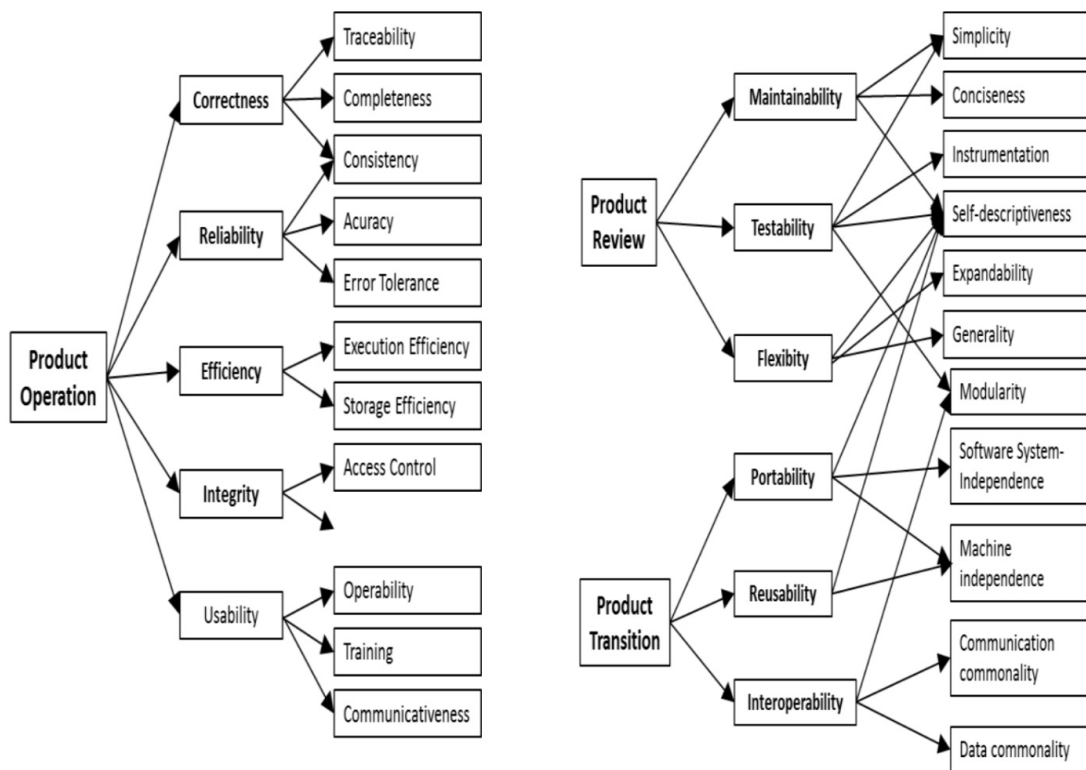 Product
Operation
Correctness
Reliability
Efficiency
Integrity
Usability
Traceability
Completeness
Consistency
Acuracy
Error Tolerance
Execution Efficiency
Storage Efficiency
Access Control
Operability
Training
Communicativeness
Product
Review
Maintainability
Testability
Flexibity
Product
Transition
Portability
Reusability
Interoperability
Simplicity
Conciseness
Instrumentation
Self-descriptiveness
Expandability
Generality
Modularity
Software System-
Independence
Machine
independence
Communication
commonality
Data commonality